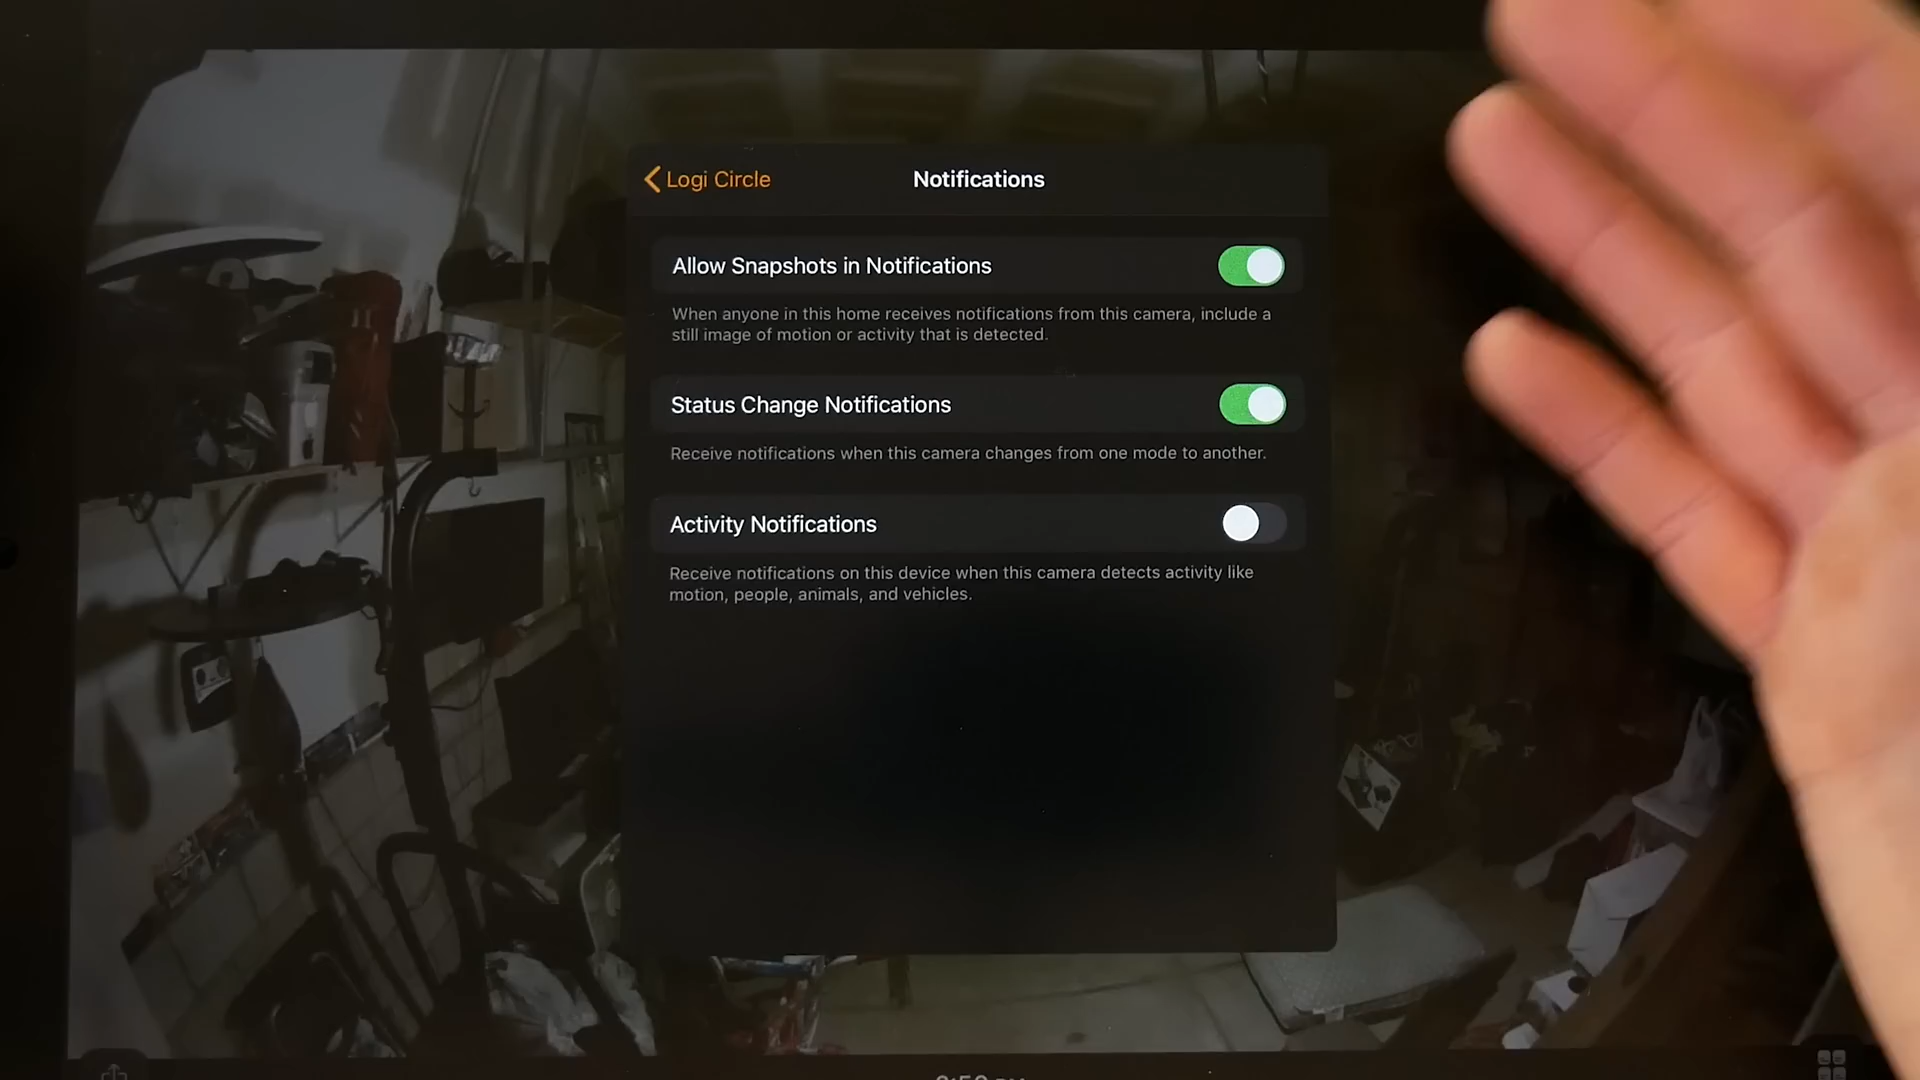 Logi Circle
Notifications
Allow Snapshots in Notifications
When anyone in this home receives notifications from this camera, include a
still image of motion or activity that is detected.
Status Change Notifications
Receive notifications when this camera changes from one mode to another.
Activity Notifications
Receive notifications on this device when this camera detects activity like
motion, people, animals, and vehicles.